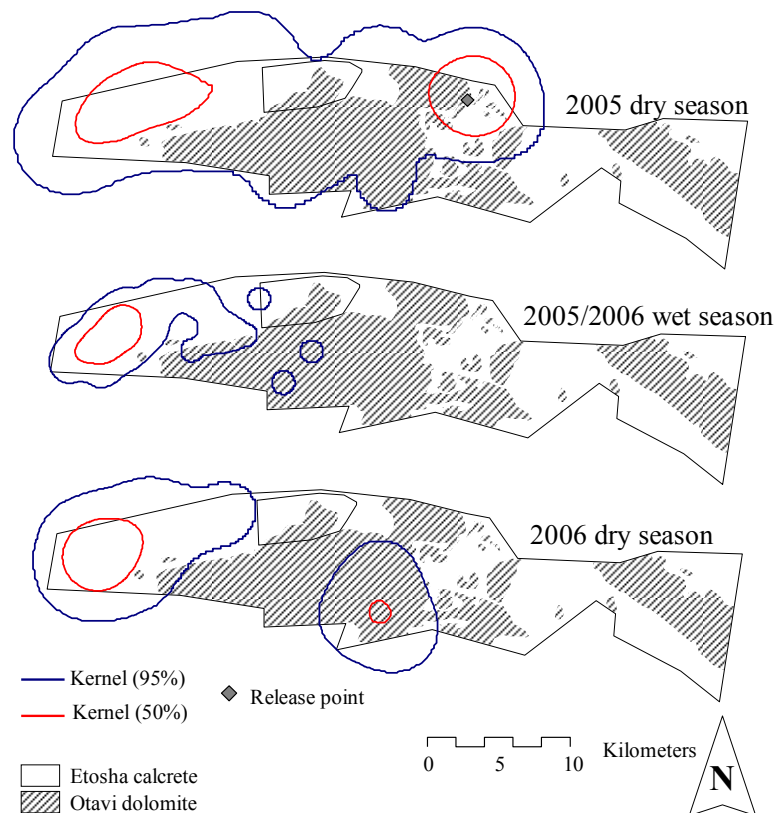 2005 dry season
2005/2006 wet season
2006 dry season
Kernel (95%)
Kernel (50%)
Release point
Etosha calcrete
Otavi dolomite
0 5 10
Kilometers
N